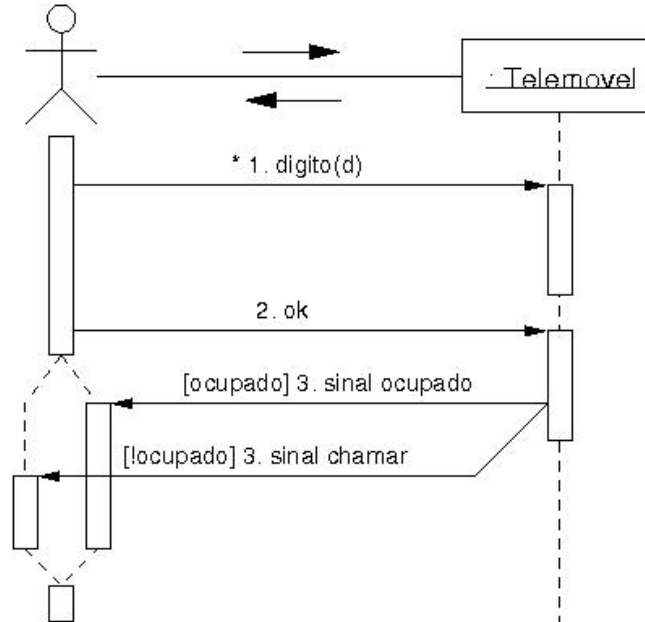 : Telemovel
* 1. digito(d)
2. ok
[ocupado] 3. sinal ocupado
[!ocupado] 3. sinal chamar